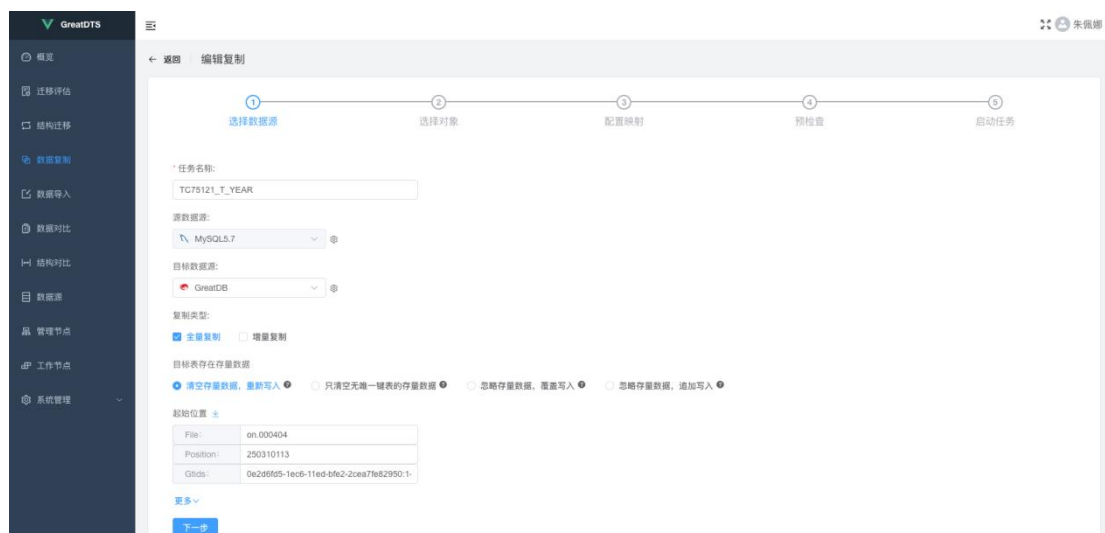 GreatDTS
朱佩娜
概览
迁移评估
结构迁移
数据复制
数据导入
数据对比
结构对比
数据源
管理节点
工作节点
系统管理
← 返回 编辑复制
1 2 3 4 5
选择数据源 选择对象 配置映射 预检查 启动任务
* 任务名称:
TC75121_T_YEAR
源数据源:
MySQL5.7
目标数据源:
GreatDB
复制类型:
全量复制 增量复制
目标表存在存量数据
清空存量数据，重新写入 只清空无唯一键表的存量数据 忽略存量数据，覆盖写入 忽略存量数据，追加写入
起始位置
File: on.000404
Position: 250310113
Gtids: 0e2d6fd5-1ec6-11ed-bfe2-2cea7fe82950:1-
更多
下一步